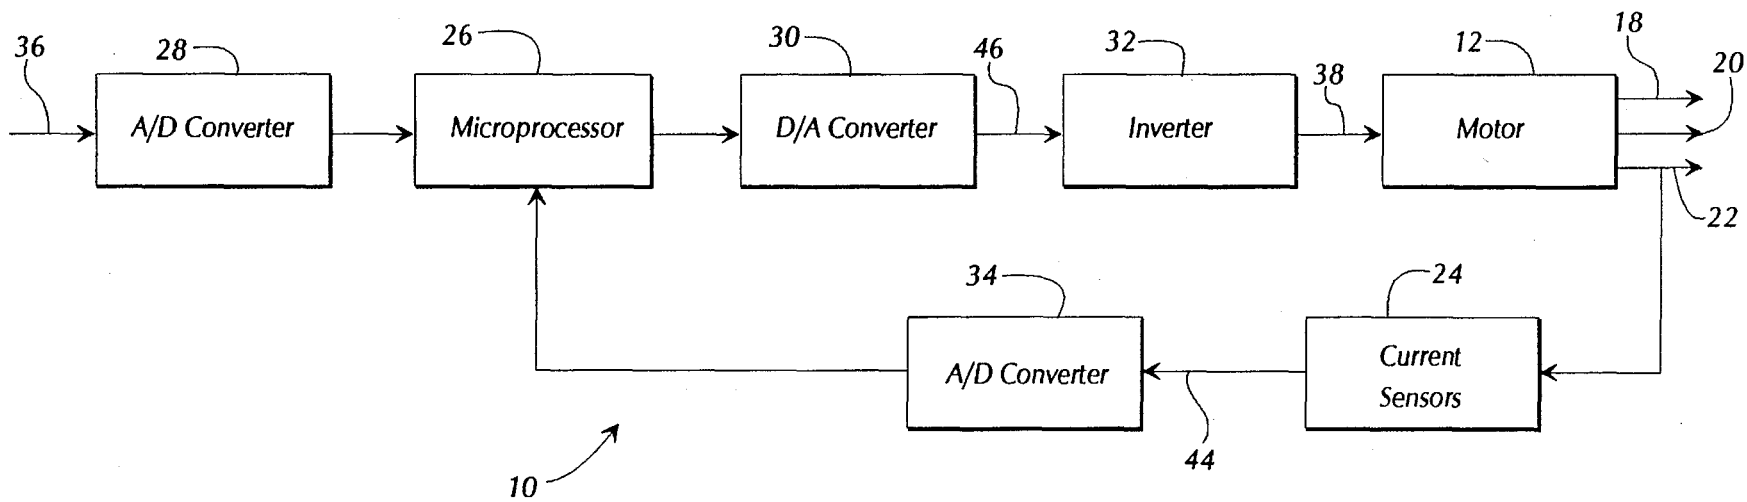 36
28
26
30
46
32
38
12
18
20
A/D Converter
Microprocessor
D/A Converter
Inverter
Motor
22
34
24
A/D Converter
Current
Sensors
44
10